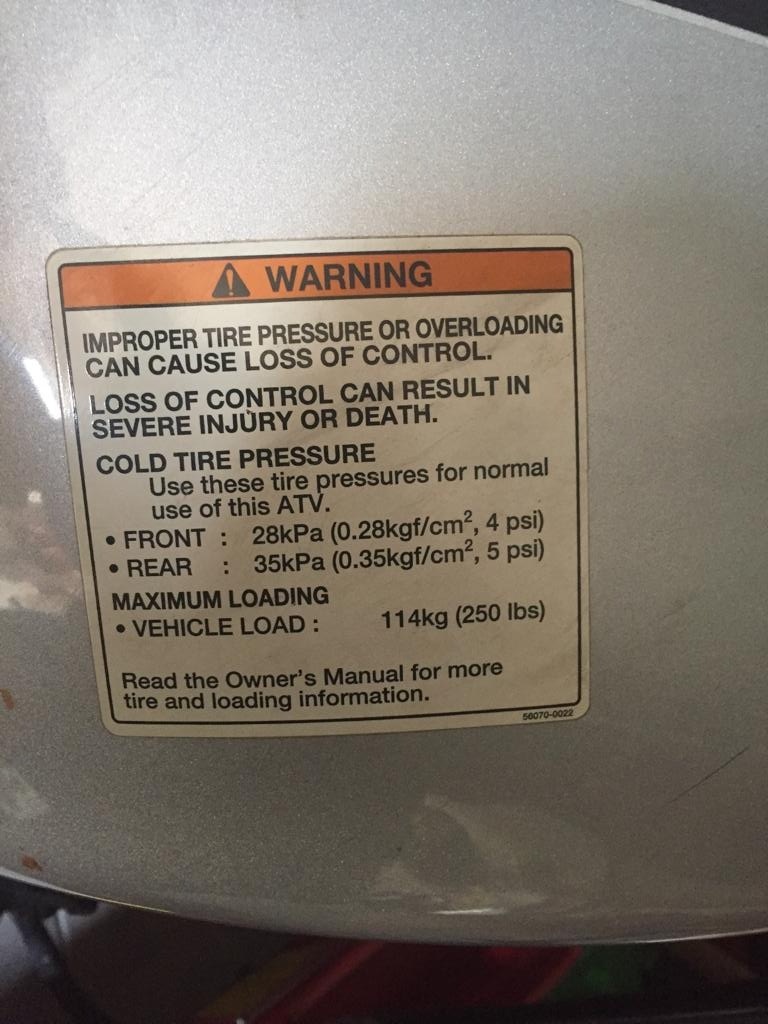 WARNING
IMPROPER TIRE PRESSURE OR OVERLOADING
CAN CAUSE LOSS OF CONTROL.
LOSS OF CONTROL CAN RESULT IN
SEVERE INJURY OR DEATH.
COLD TIRE PRESSURE
Use these tire pressures for normal
use of this ATV.
• FRONT : 28kPa (0.28kgf/cm², 4 psi)
• REAR : 35kPa (0.35kgf/cm², 5 psi)
MAXIMUM LOADING
• VEHICLE LOAD : 114kg (250 lbs)
Read the Owner's Manual for more
tire and loading information.
56070-0022